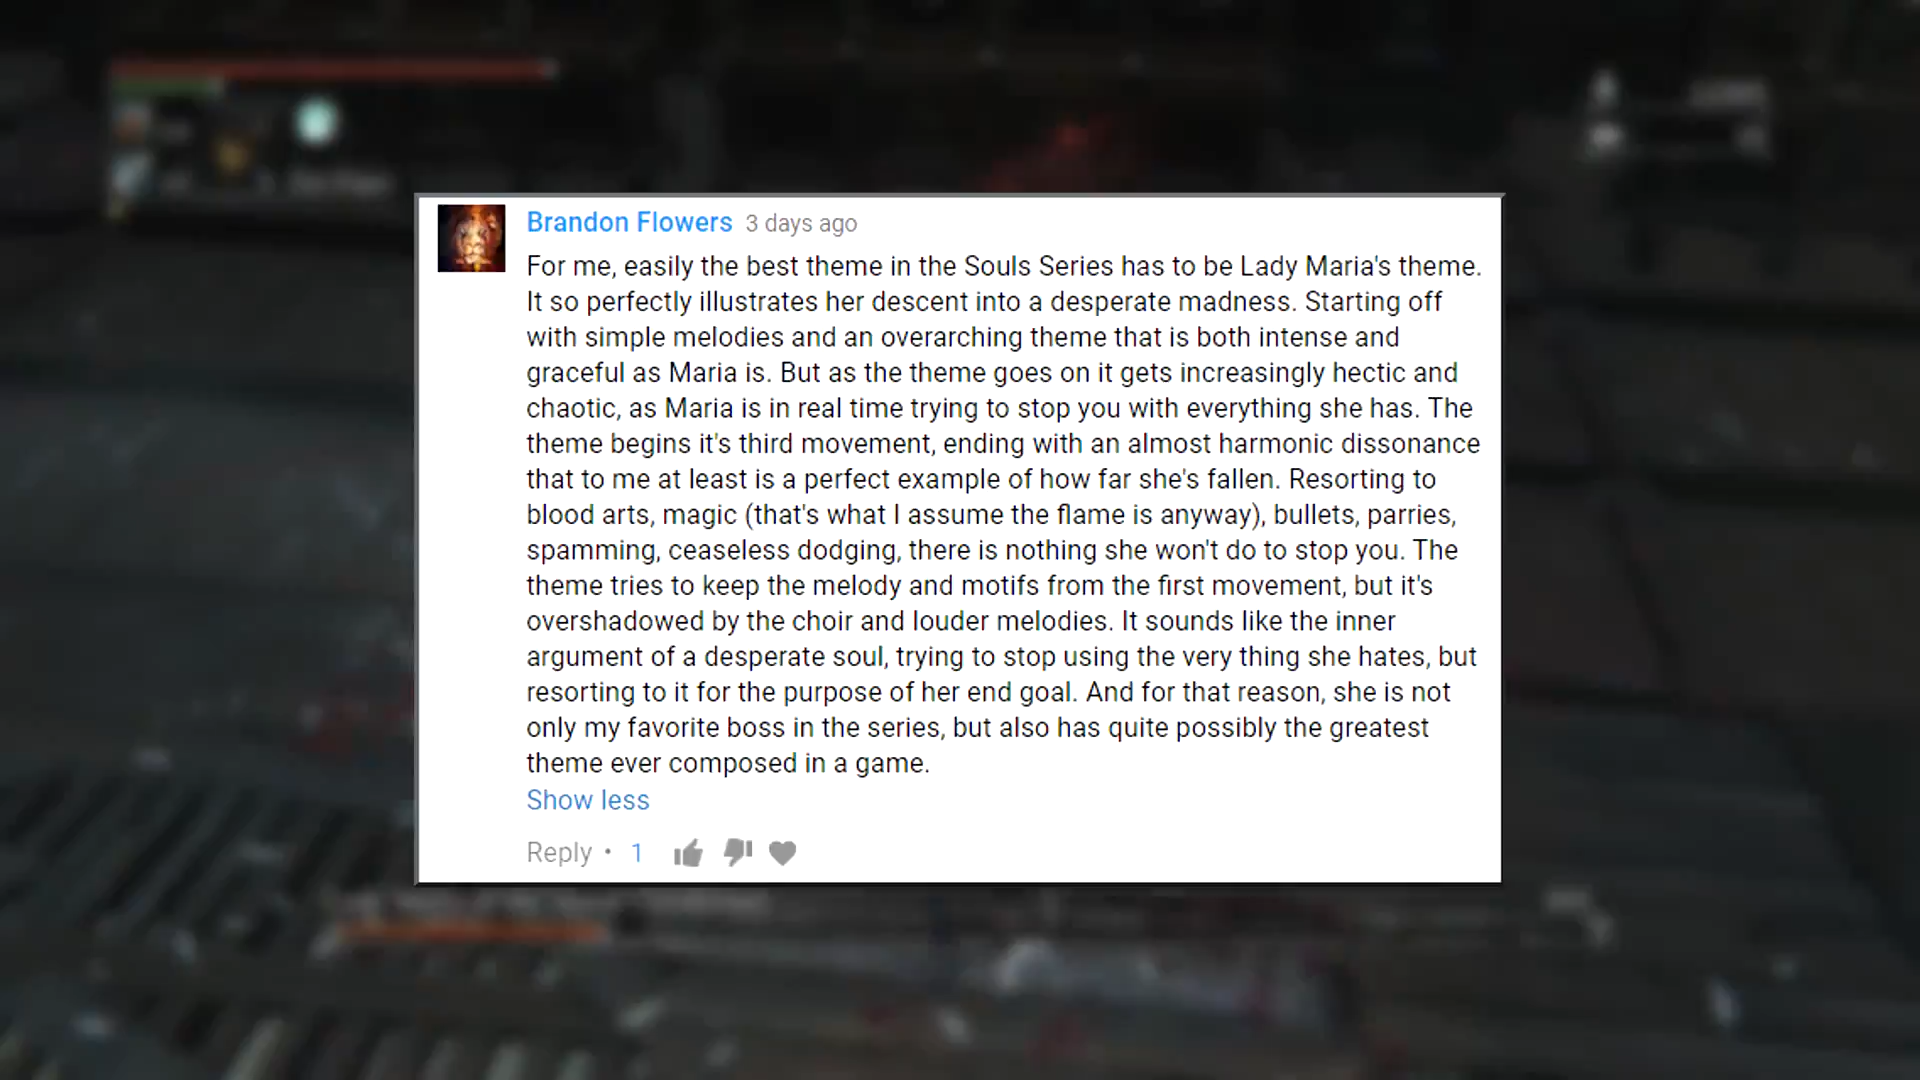 Brandon Flowers 3 days ago
For me, easily the best theme in the Souls Series has to be Lady Maria's theme.
It so perfectly illustrates her descent into a desperate madness. Starting off
with simple melodies and an overarching theme that is both intense and
graceful as Maria is. But as the theme goes on it gets increasingly hectic and
chaotic, as Maria is in real time trying to stop you with everything she has. The
theme begins it's third movement, ending with an almost harmonic dissonance
that to me at least is a perfect example of how far she's fallen. Resorting to
blood arts, magic (that's what I assume the flame is anyway), bullets, parries,
spamming, ceaseless dodging, there is nothing she won't do to stop you. The
theme tries to keep the melody and motifs from the first movement, but it's
overshadowed by the choir and louder melodies. It sounds like the inner
argument of a desperate soul, trying to stop using the very thing she hates, but
resorting to it for the purpose of her end goal. And for that reason, she is not
only my favorite boss in the series, but also has quite possibly the greatest
theme ever composed in a game.
Show less
Reply • 1